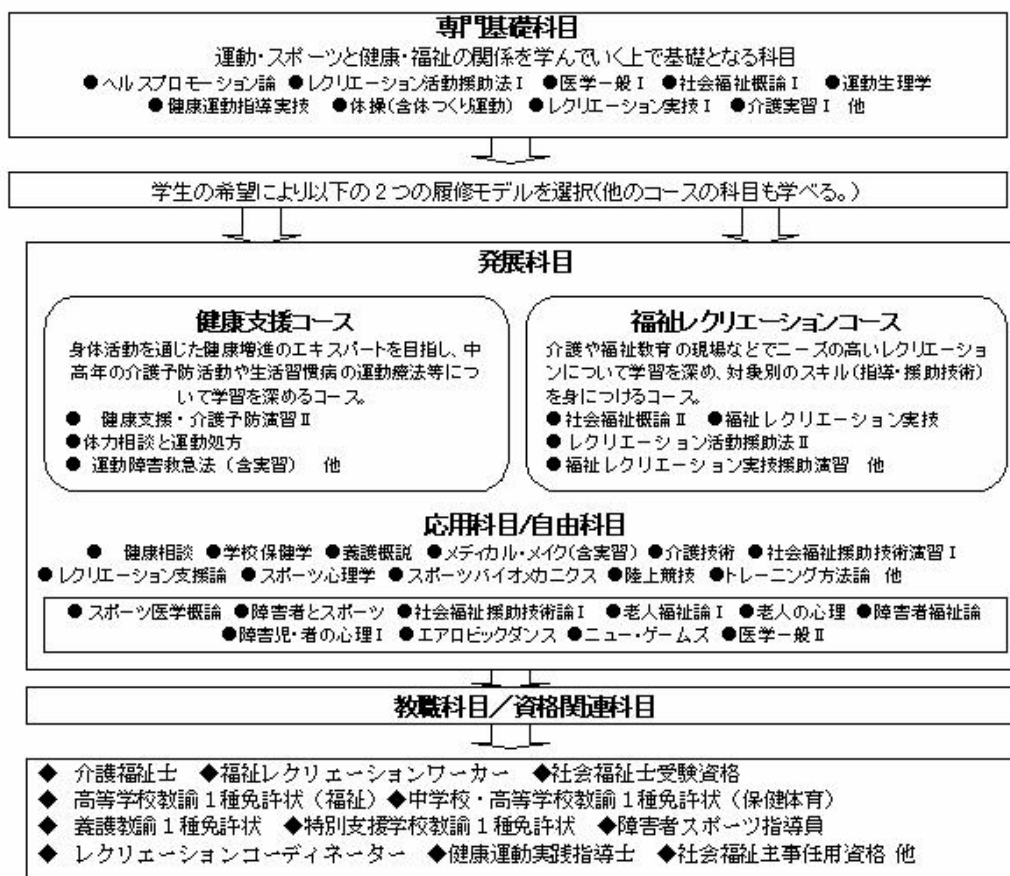 専門基礎科目
運動・スポーツと健康・福祉の関係を学んでいく上で基礎となる科目
●ヘルスプロモーション論 ●レクリエーション活動援助法Ⅰ ●医学一般Ⅰ ●社会福祉概論Ⅰ ●運動生理学
●健康運動指導実技 ●体操(含体つくり運動) ●レクリエーション実技Ⅰ ●介護実習Ⅰ 他
学生の希望により以下の2つの履修モデルを選択(他のコースの科目も学べる。)
発展科目
健康支援コース
身体活動を通じた健康増進のエキスパートを目指し、中
高年の介護予防活動や生活習慣病の運動療法等につ
いて学習を深めるコース。
● 健康支援・介護予防演習Ⅱ
●体力相談と運動処方
● 運動障害救急法（含実習） 他
福祉レクリエーションコース
介護や福祉教育の現場などでニーズの高いレクリエーショ
ンについて学習を深め、対象別のスキル(指導・援助技術)
を身につけるコース。
●社会福祉概論Ⅱ ●福祉レクリエーション実技
●レクリエーション活動援助法Ⅱ
●福祉レクリエーション実技援助演習 他
応用科目/自由科目
● 健康相談 ●学校保健学 ●養護概説 ●メディカル・メイク(含実習) ●介護技術 ●社会福祉援助技術演習Ⅰ
●レクリエーション支援論 ●スポーツ心理学 ●スポーツバイオメカニクス ●陸上競技 ●トレーニング方法論 他
●スポーツ医学概論 ●障害者とスポーツ ●社会福祉援助技術論Ⅰ ●老人福祉論Ⅰ ●老人の心理 ●障害者福祉論
●障害児・者の心理Ⅰ ●エアロビックダンス ●ニュー・ゲームズ ●医学一般Ⅱ
教職科目／資格関連科目
◆ 介護福祉士 ◆福祉レクリエーションワーカー ◆社会福祉士受験資格
◆ 高等学校教諭1種免許状（福祉） ◆中学校・高等学校教諭1種免許状（保健体育）
◆ 養護教諭1種免許状 ◆特別支援学校教諭1種免許状 ◆障害者スポーツ指導員
◆ レクリエーションコーディネーター ◆健康運動実践指導士 ◆社会福祉主事任用資格 他